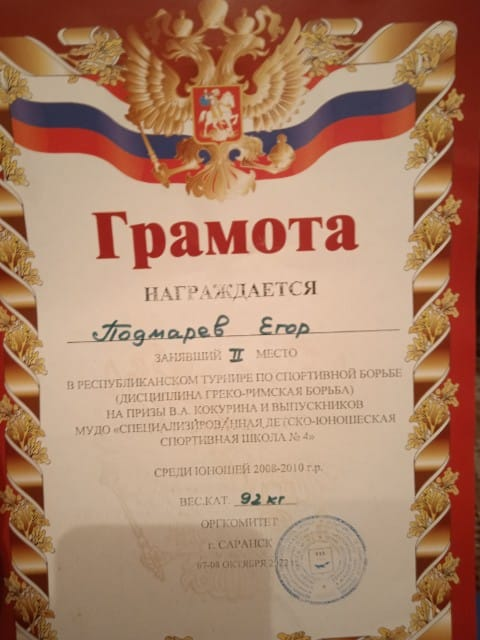 Грамота
НАГРАЖДАЕТСЯ
Подмарев Егор
ЗАНЯВШИЙ II МЕСТО
В РЕСПУБЛИКАНСКОМ ТУРНИРЕ ПО СПОРТИВНОЙ БОРЬБЕ
(ДИСЦИПЛИНА ГРЕКО-РИМСКАЯ БОРЬБА)
НА ПРИЗЫ В.А. КОКУРИНА И ВЫПУСКНИКОВ
МУДО «СПЕЦИАЛИЗИРОВАННАЯ ДЕТСКО-ЮНОШЕСКАЯ
СПОРТИВНАЯ ШКОЛА № 4»
СРЕДИ ЮНОШЕЙ 2008-2010 г.р.
ВЕС.КАТ. 92 кг
ОРГКОМИТЕТ
г. САРАНСК
07-08 ОКТЯБРЯ 2022 г.